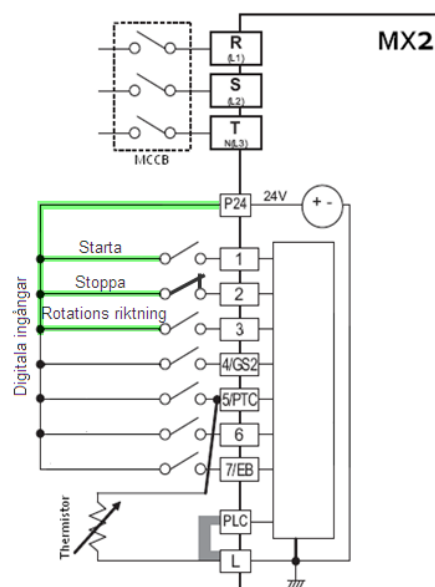 MX2
R
(L1)
S
(L2)
T
N(L3)
MCCB
P24
24V
+ -
Starta
1
Stoppa
2
Rotations riktning
3
Digitala ingångar
4/GS2
5/PTC
6
7/EB
Thermistor
PLC
L